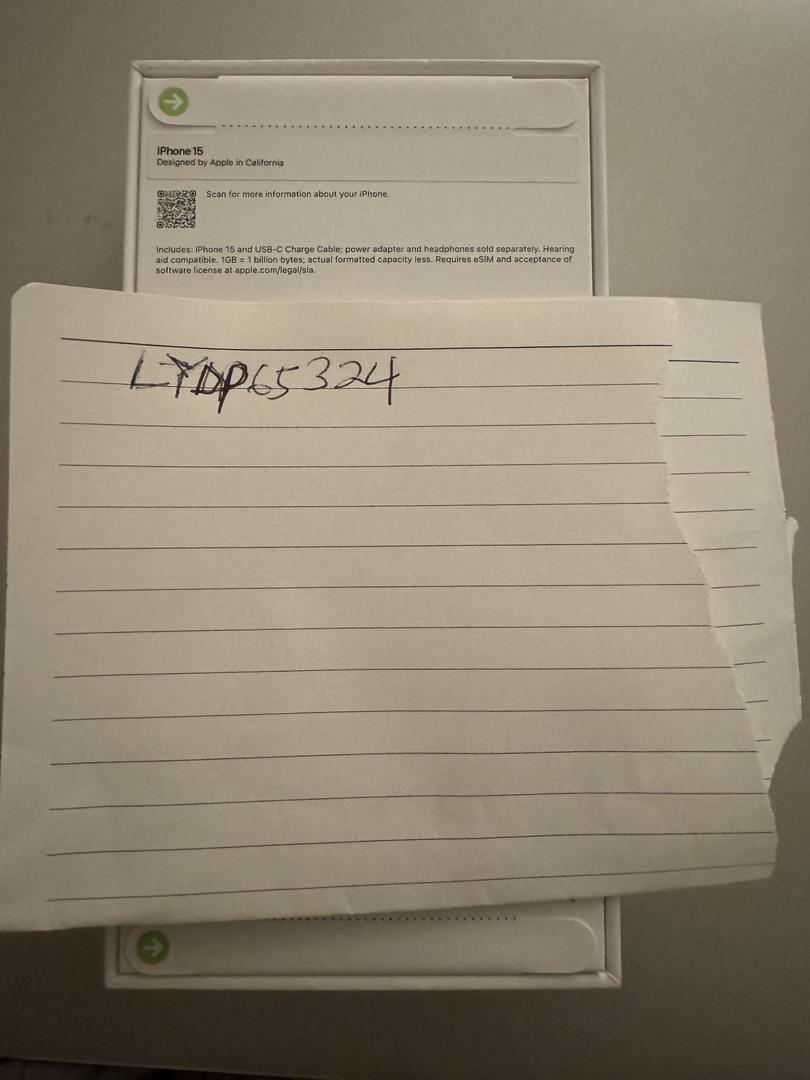 iPhone 15
Designed by Apple in California
Scan for more information about your iPhone.
Includes: iPhone 15 and USB-C Charge Cable; power adapter and headphones sold separately. Hearing
aid compatible. 1GB = 1 billion bytes; actual formatted capacity less. Requires eSIM and acceptance of
software license at apple.com/legal/sla.
LYDP65324